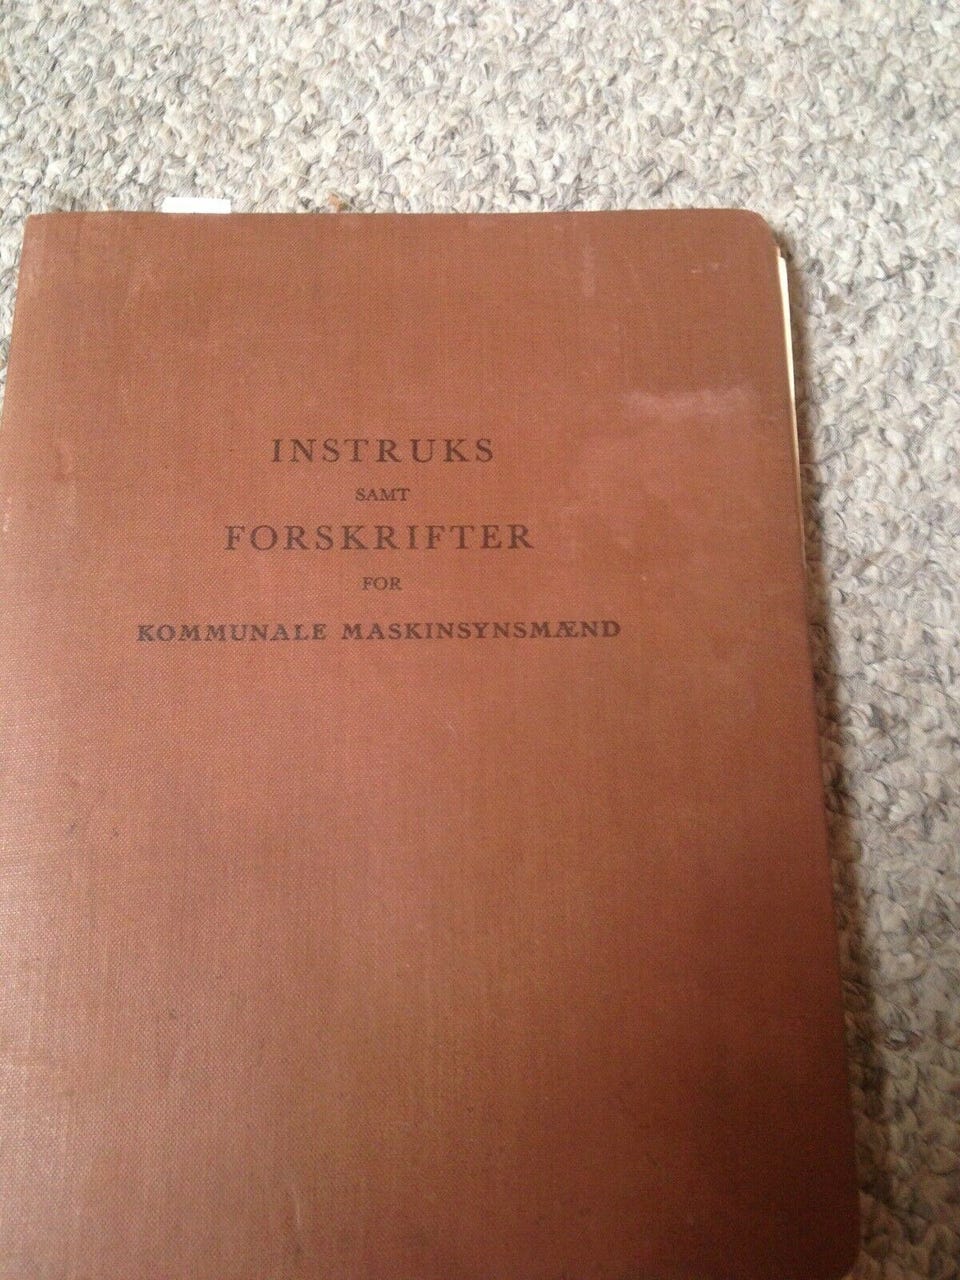 INSTRUKS
SAMT
FORSKRIFTER
FOR
KOMMUNALE MASKINSYNSMÆND